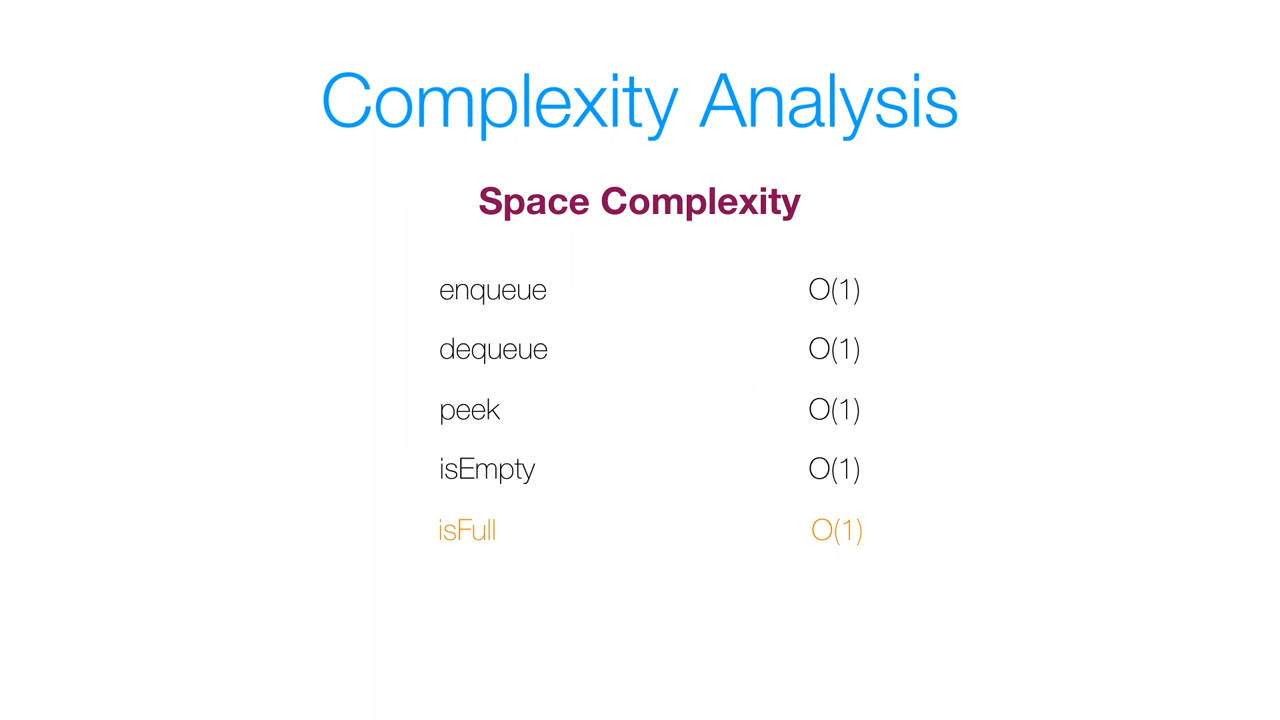 Complexity Analysis
Space Complexity
enqueue O(1)
dequeue O(1)
peek O(1)
isEmpty O(1)
isFull O(1)